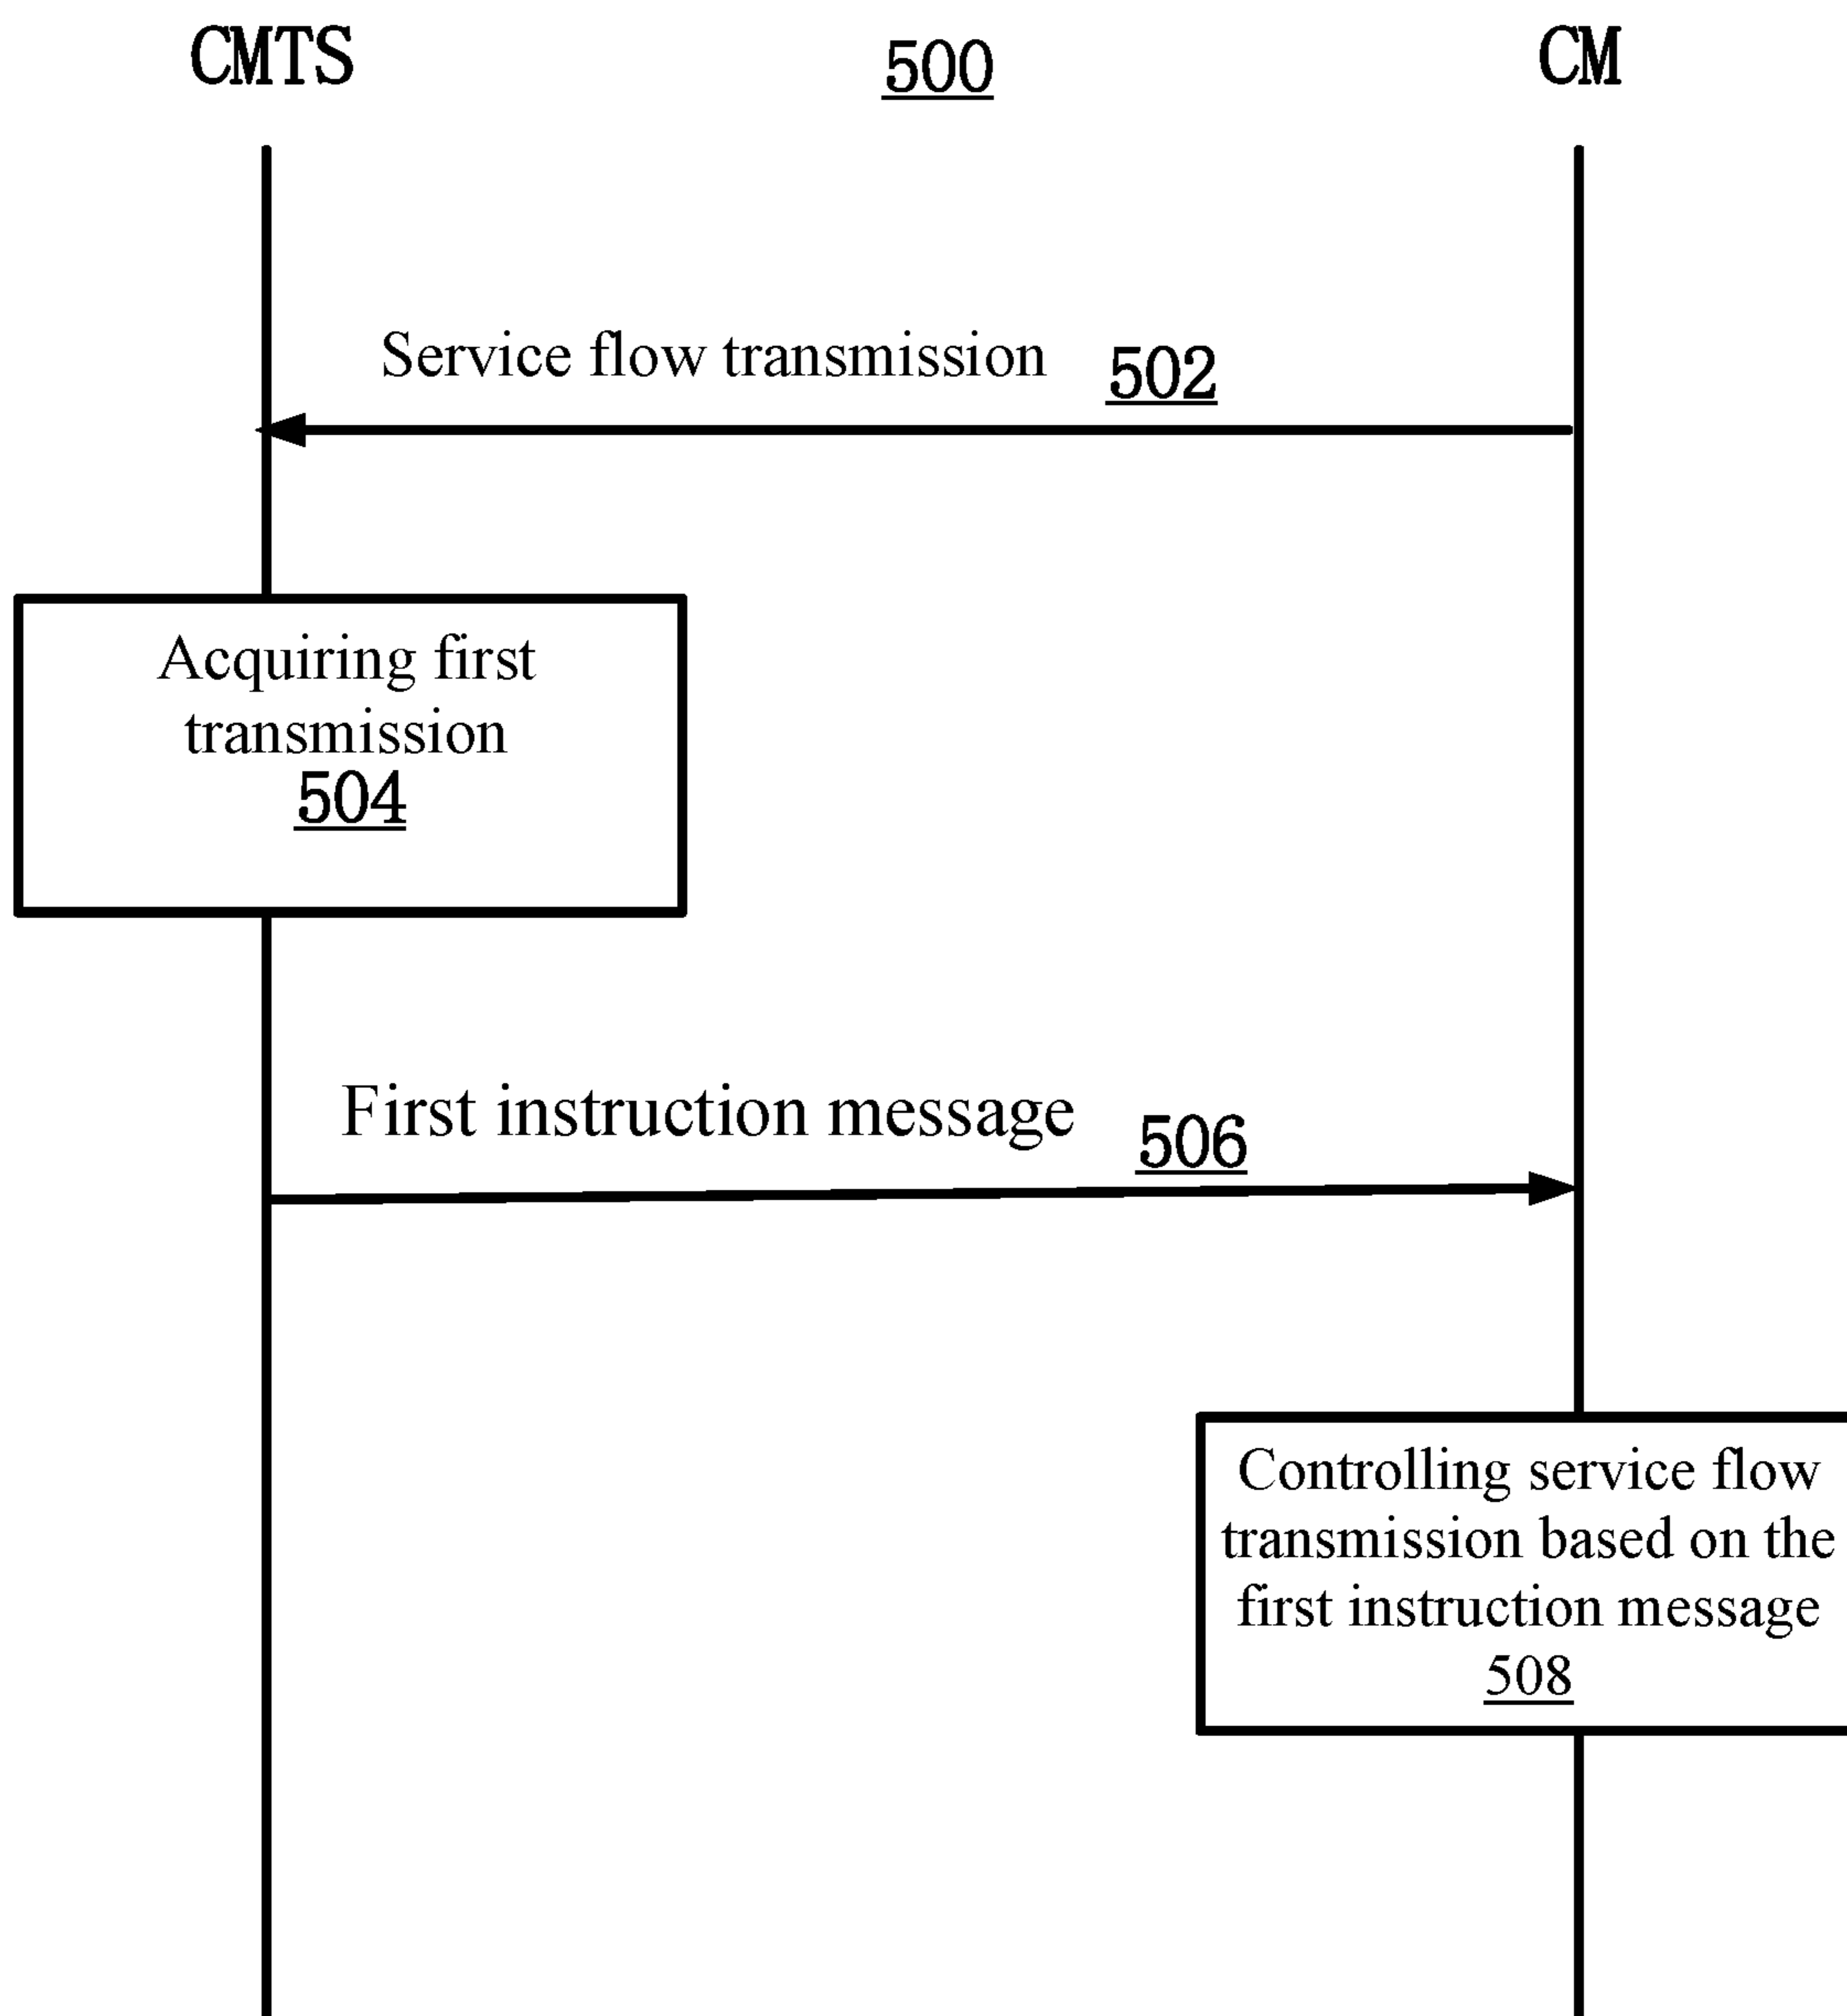 CMTS
500
CM
Service flow transmission 502
Acquiring first
transmission
504
First instruction message 506
Controlling service flow
transmission based on the
first instruction message
508